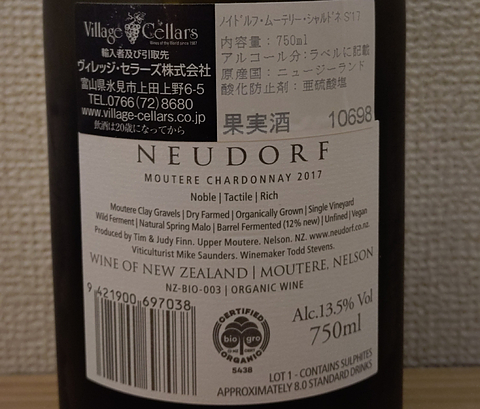 Village Cellars
Wines of the World since 1987
輸入者及び引取先
ヴィレッジ・セラーズ株式会社
富山県氷見市上田上野6-5
TEL.0766(72)8680
www.village-cellars.co.jp
飲酒は20歳になってから
ノイドルフ・ムーテリー・シャルドネ S'17
内容量：750ml
アルコール分：ラベルに記載
原産国：ニュージーランド
酸化防止剤：亜硫酸塩
果実酒 10698
NEUDORF
MOUTERE CHARDONNAY 2017
Noble | Tactile | Rich
Moutere Clay Gravels | Dry Farmed | Organically Grown | Single Vineyard
Wild Ferment | Natural Spring Malo | Barrel Fermented (12% new) | Unfined | Vegan
Produced by Tim & Judy Finn. Upper Moutere. Nelson. NZ. www.neudorf.co.nz
Viticulturist Mike Saunders. Winemaker Todd Stevens.
WINE OF NEW ZEALAND | MOUTERE, NELSON
NZ-BIO-003 | ORGANIC WINE
9 421900 697038
CERTIFIED
bio gro
ORGANIC
5438
Alc.13.5% Vol
750ml
LOT 1 - CONTAINS SULPHITES
APPROXIMATELY 8.0 STANDARD DRINKS